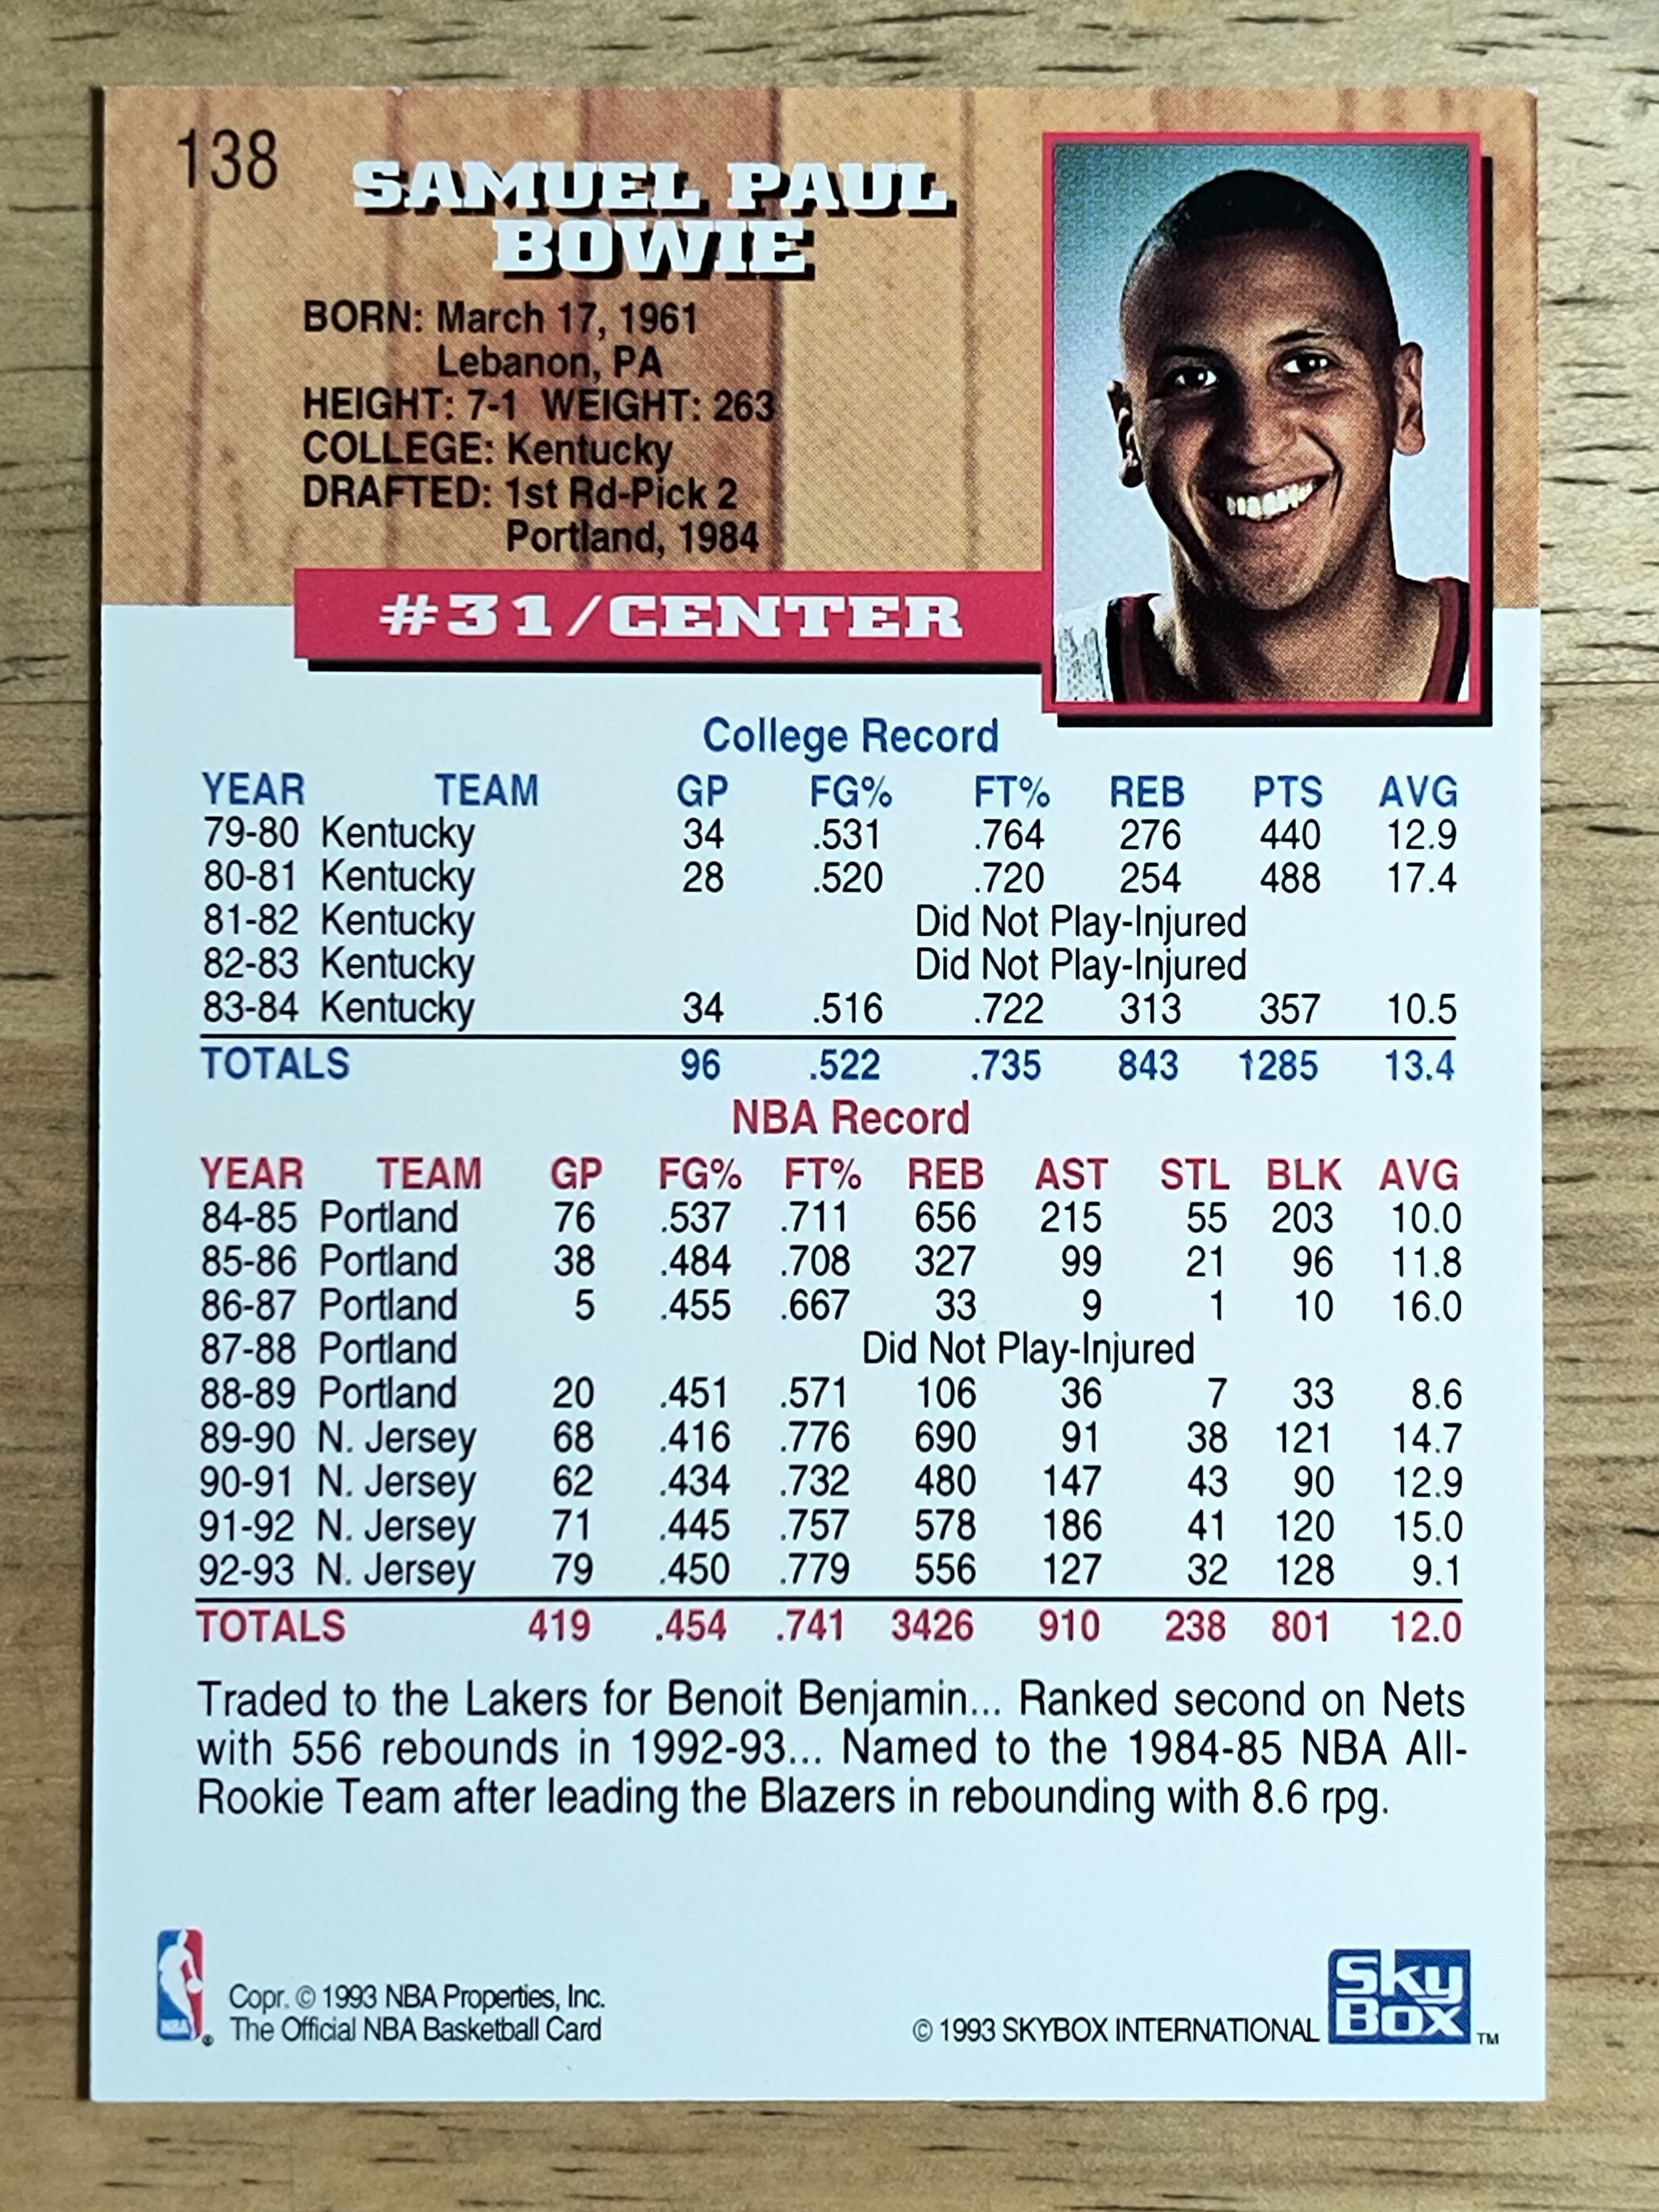 138
SAMUEL PAUL
BOWIE
BORN: March 17, 1961
Lebanon, PA
HEIGHT: 7-1 WEIGHT: 263
COLLEGE: Kentucky
DRAFTED: 1st Rd-Pick 2
Portland, 1984
#31/CENTER
College Record
YEAR TEAM GP FG% FT% REB PTS AVG
79-80 Kentucky 34 .531 .764 276 440 12.9
80-81 Kentucky 28 .520 .720 254 488 17.4
81-82 Kentucky Did Not Play-Injured
82-83 Kentucky Did Not Play-Injured
83-84 Kentucky 34 .516 .722 313 357 10.5
TOTALS 96 .522 .735 843 1285 13.4
NBA Record
YEAR TEAM GP FG% FT% REB AST STL BLK AVG
84-85 Portland 76 .537 .711 656 215 55 203 10.0
85-86 Portland 38 .484 .708 327 99 21 96 11.8
86-87 Portland 5 .455 .667 33 9 1 10 16.0
87-88 Portland Did Not Play-Injured
88-89 Portland 20 .451 .571 106 36 7 33 8.6
89-90 N. Jersey 68 .416 .776 690 91 38 121 14.7
90-91 N. Jersey 62 .434 .732 480 147 43 90 12.9
91-92 N. Jersey 71 .445 .757 578 186 41 120 15.0
92-93 N. Jersey 79 .450 .779 556 127 32 128 9.1
TOTALS 419 .454 .741 3426 910 238 801 12.0
Traded to the Lakers for Benoit Benjamin... Ranked second on Nets
with 556 rebounds in 1992-93... Named to the 1984-85 NBA All-
Rookie Team after leading the Blazers in rebounding with 8.6 rpg.
NBA ®
Copr. © 1993 NBA Properties, Inc.
The Official NBA Basketball Card
© 1993 SKYBOX INTERNATIONAL
Sky
Box ™